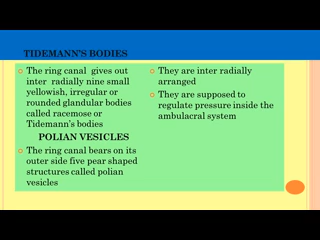 TIDEMANN'S BODIES
The ring canal gives out
inter radially nine small
yellowish, irregular or
rounded glandular bodies
called racemose or
Tidemann's bodies
POLIAN VESICLES
The ring canal bears on its
outer side five pear shaped
structures called polian
vesicles
They are inter radially
arranged
They are supposed to
regulate pressure inside the
ambulacral system